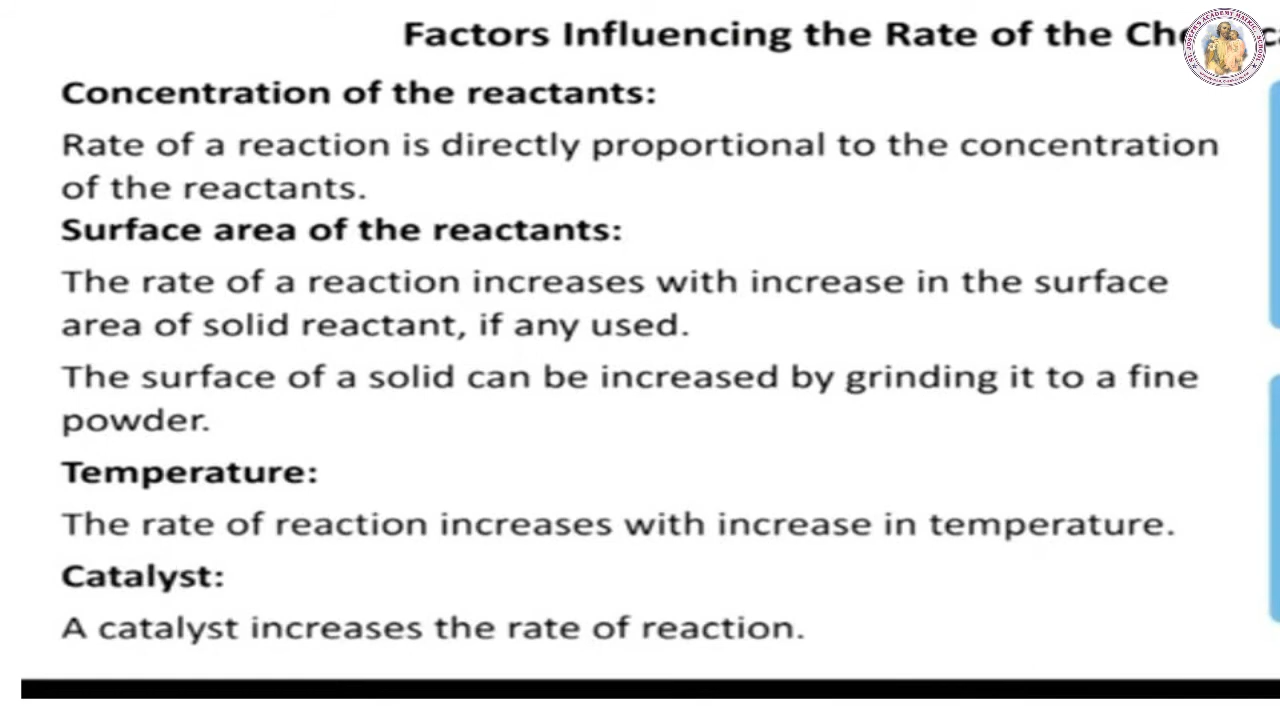 Factors Influencing the Rate of the
Concentration of the reactants:
Rate of a reaction is directly proportional to the concentration
of the reactants.
Surface area of the reactants:
The rate of a reaction increases with increase in the surface
area of solid reactant, if any used.
The surface of a solid can be increased by grinding it to a fine
powder.
Temperature:
The rate of reaction increases with increase in temperature.
Catalyst:
A catalyst increases the rate of reaction.